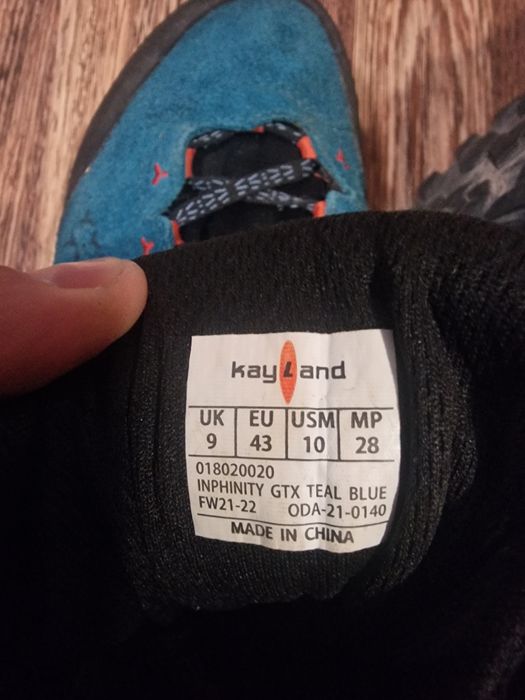 kayLand
UK EU USM MP
9 43 10 28
018020020
INPHINITY GTX TEAL BLUE
FW21-22 ODA-21-0140
MADE IN CHINA